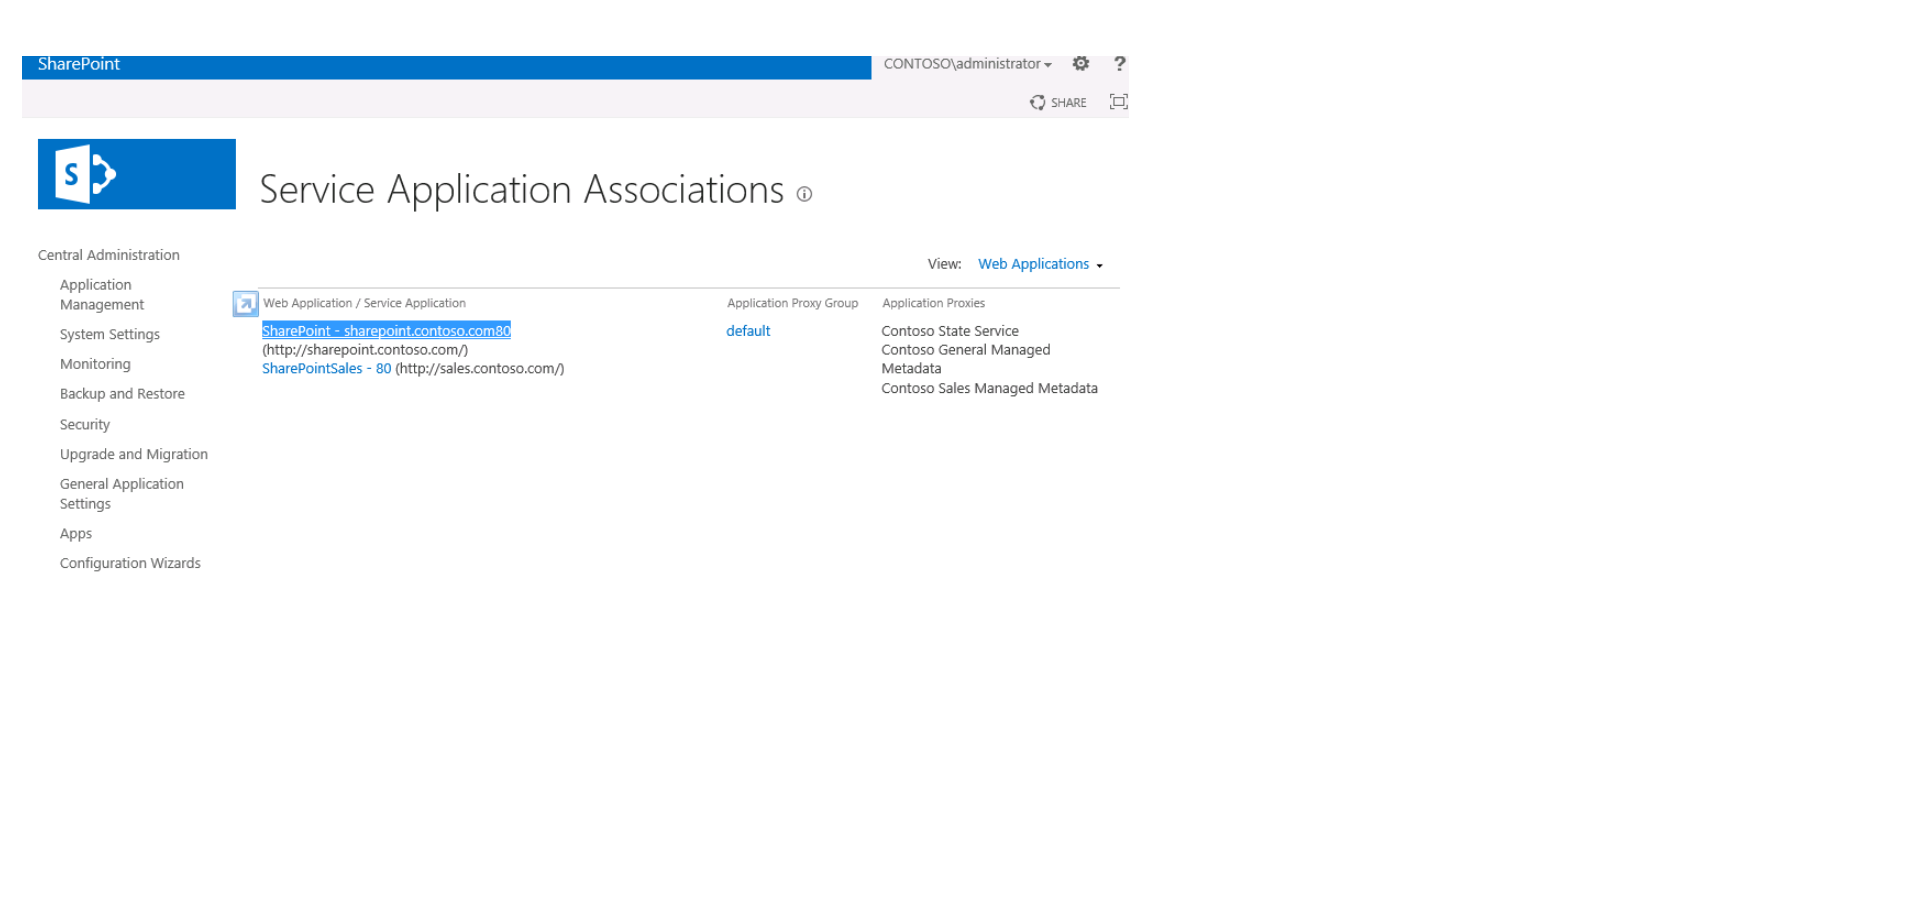 SharePoint
CONTOSO\administrator
?
SHARE
S
Service Application Associations
Central Administration
Application
Management
System Settings
Monitoring
Backup and Restore
Security
Upgrade and Migration
General Application
Settings
Apps
Configuration Wizards
View: Web Applications
Web Application / Service Application Application Proxy Group Application Proxies
SharePoint - sharepoint.contoso.com80 default Contoso State Service
(http://sharepoint.contoso.com/) Contoso General Managed
SharePointSales - 80 (http://sales.contoso.com/) Metadata
Contoso Sales Managed Metadata